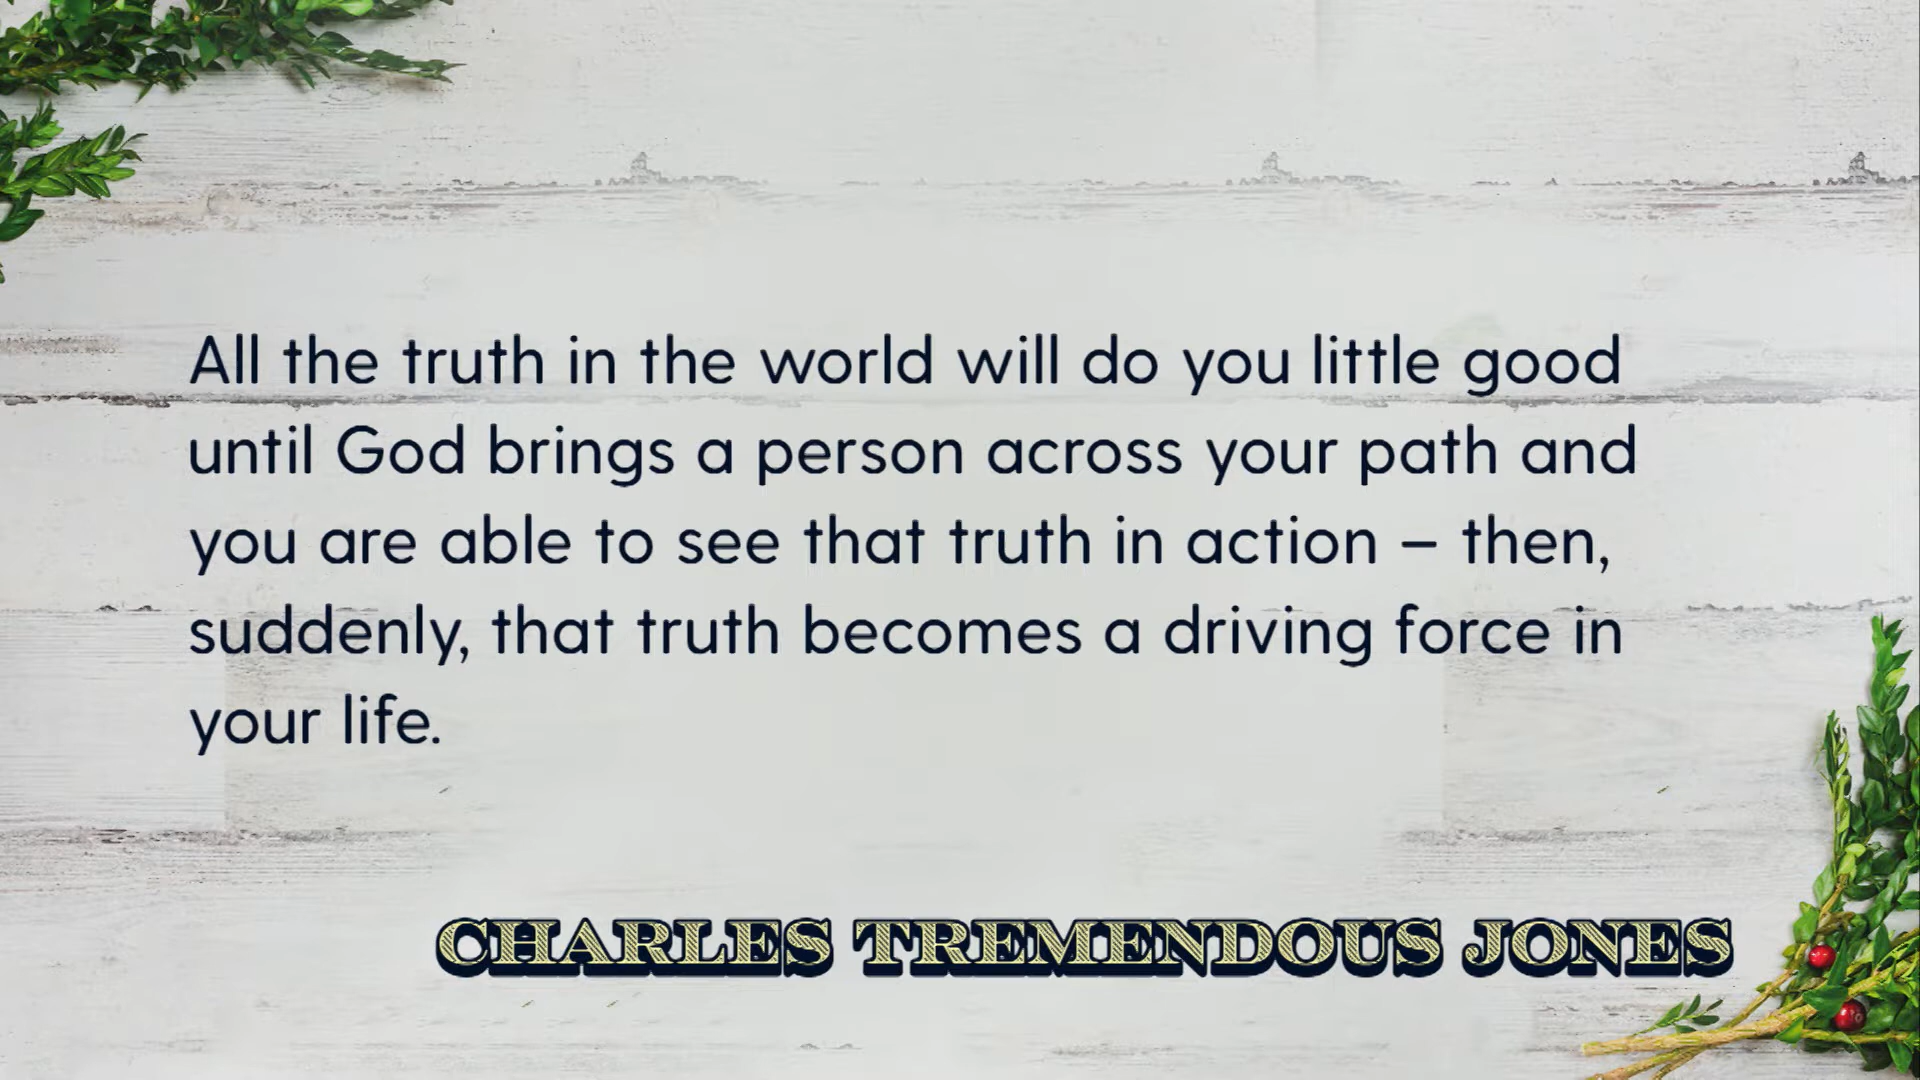 All the truth in the world will do you little good
until God brings a person across your path and
you are able to see that truth in action – then,
suddenly, that truth becomes a driving force in
your life.
CHARLES TREMENDOUS JONES